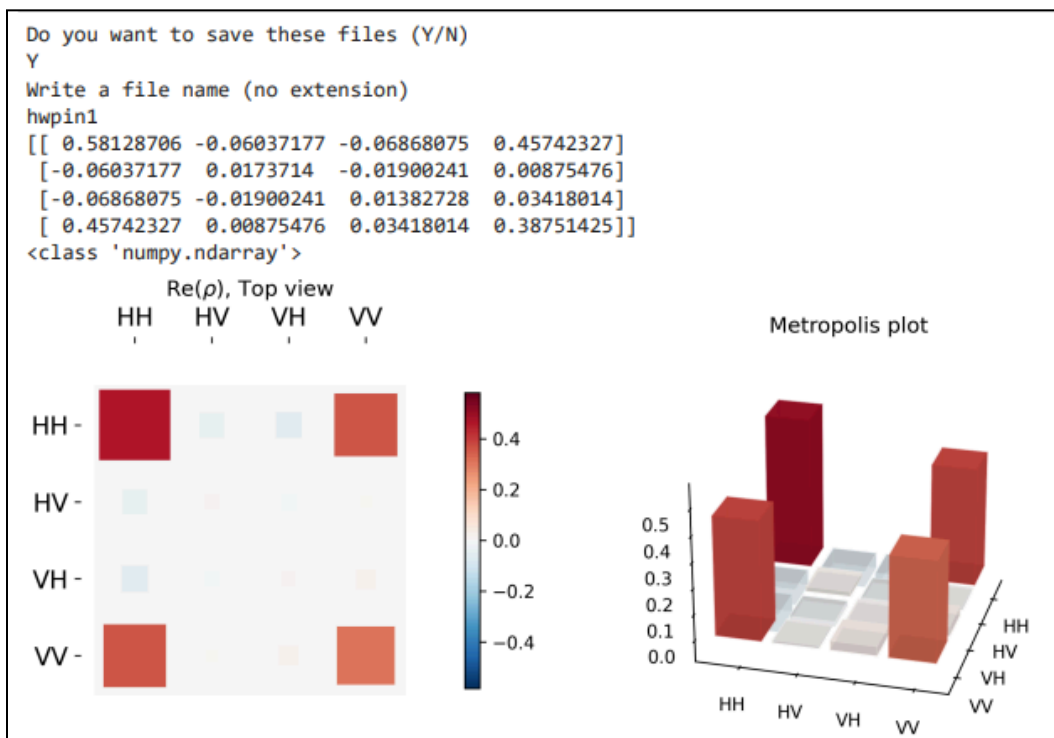 Do you want to save these files (Y/N)
Y
Write a file name (no extension)
hwpin1
[[ 0.58128706 -0.06037177 -0.06868075  0.45742327]
 [-0.06037177  0.0173714  -0.01900241  0.00875476]
 [-0.06868075 -0.01900241  0.01382728  0.03418014]
 [ 0.45742327  0.00875476  0.03418014  0.38751425]]
<class 'numpy.ndarray'>
Re(ρ), Top view
HH HV VH VV
HH
HV
VH
VV
0.4
0.2
0.0
−0.2
−0.4
Metropolis plot
0.5
0.4
0.3
0.2
0.1
0.0
HH
HV
VH
VV
HH
HV
VH
VV